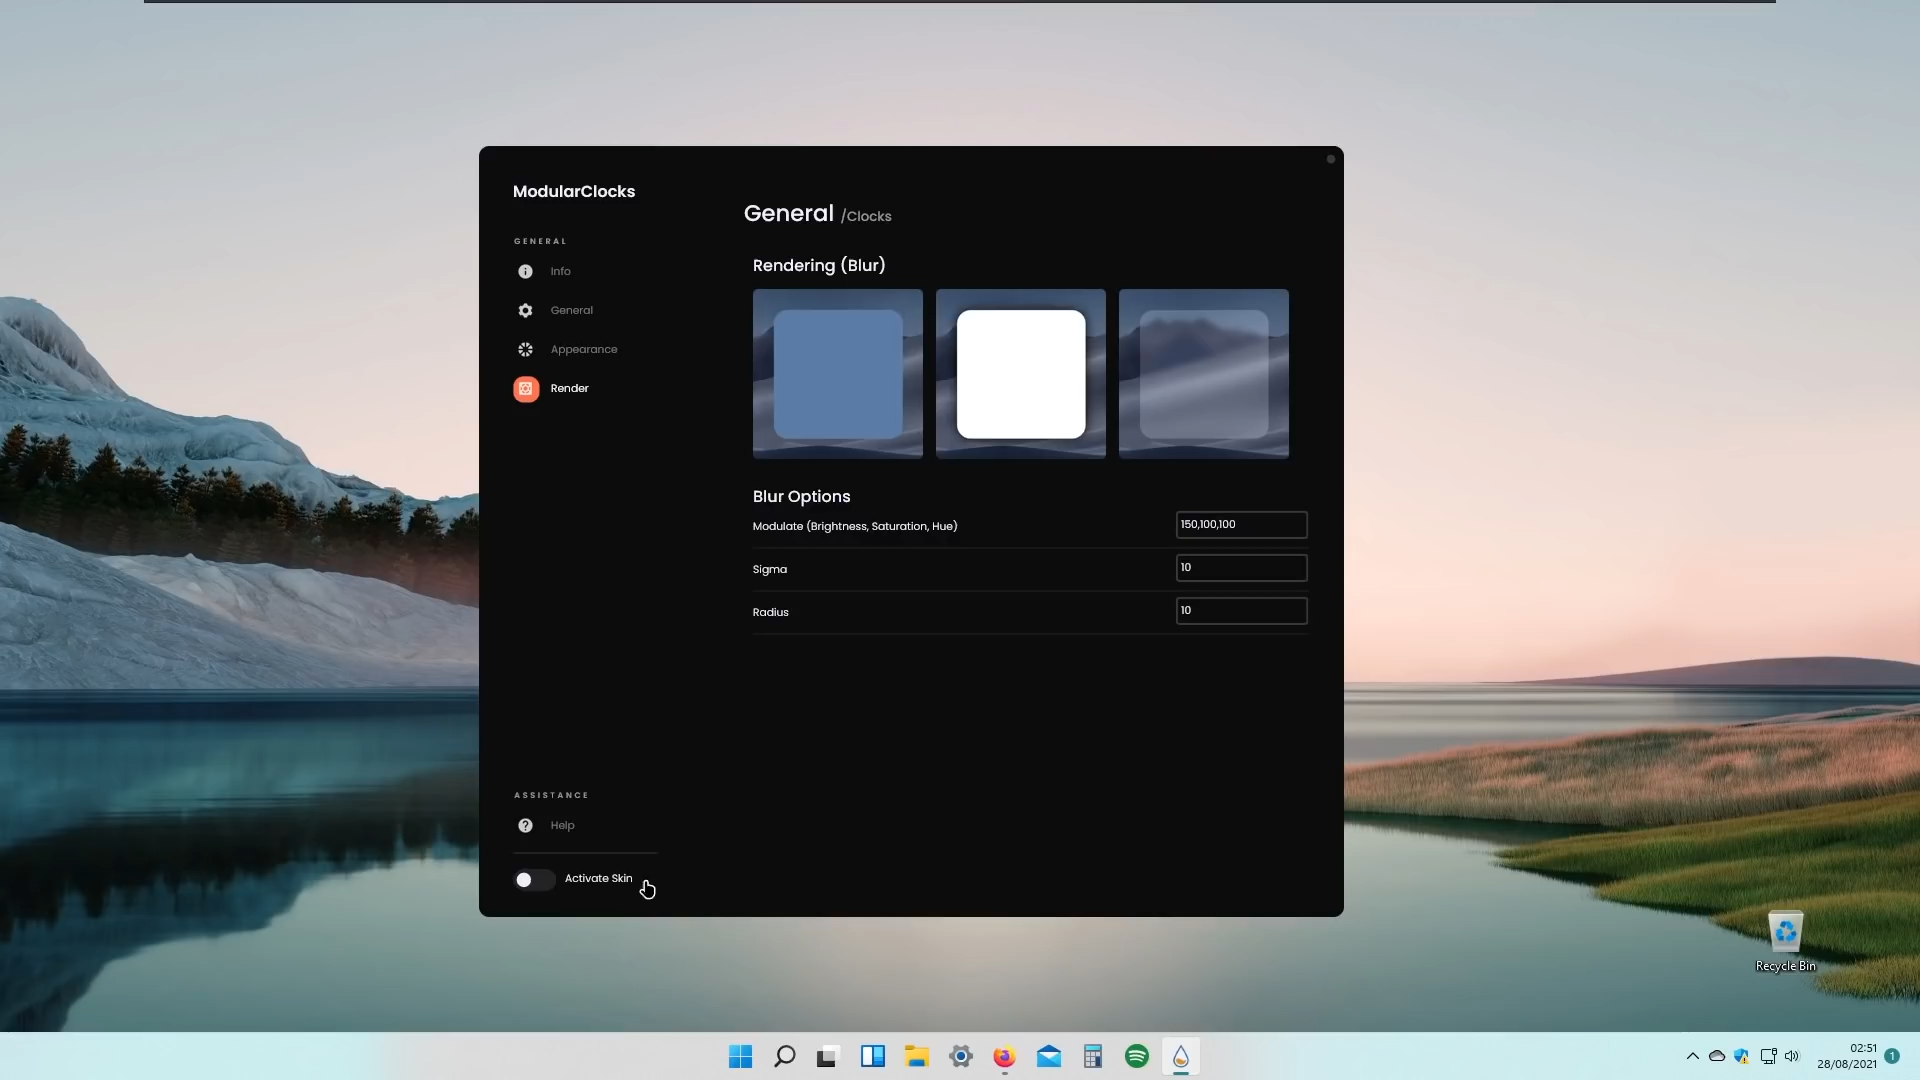 ModularClocks
GENERAL
Info
General
Appearance
Render
General /Clocks
Rendering (Blur)
Blur Options
Modulate (Brightness, Saturation, Hue)
150,100,100
Sigma
10
Radius
10
ASSISTANCE
Help
Activate Skin
Recycle Bin
02:51
28/08/2021
1